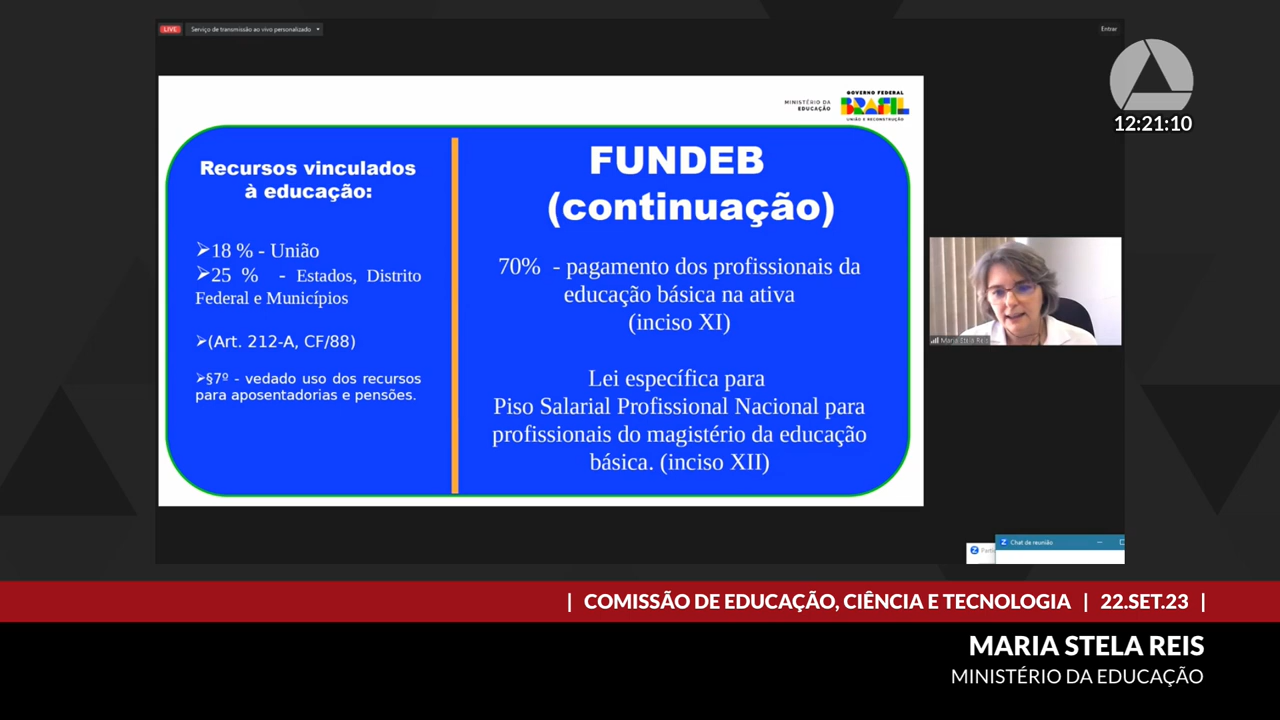 LIVE
Serviço de transmissão ao vivo personalizado
Entrar
12:21:10
MINISTÉRIO DA
EDUCAÇÃO
GOVERNO FEDERAL
BRASIL
UNIÃO E RECONSTRUÇÃO
Recursos vinculados
à educação:
➢18 % - União
➢25 % - Estados, Distrito
Federal e Municípios
➢(Art. 212-A, CF/88)
➢§7º - vedado uso dos recursos
para aposentadorias e pensões.
FUNDEB
(continuação)
70% - pagamento dos profissionais da
educação básica na ativa
(inciso XI)
Lei específica para
Piso Salarial Profissional Nacional para
profissionais do magistério da educação
básica. (inciso XII)
Maria Stela Reis
Chat de reunião
| COMISSÃO DE EDUCAÇÃO, CIÊNCIA E TECNOLOGIA | 22.SET.23 |
MARIA STELA REIS
MINISTÉRIO DA EDUCAÇÃO